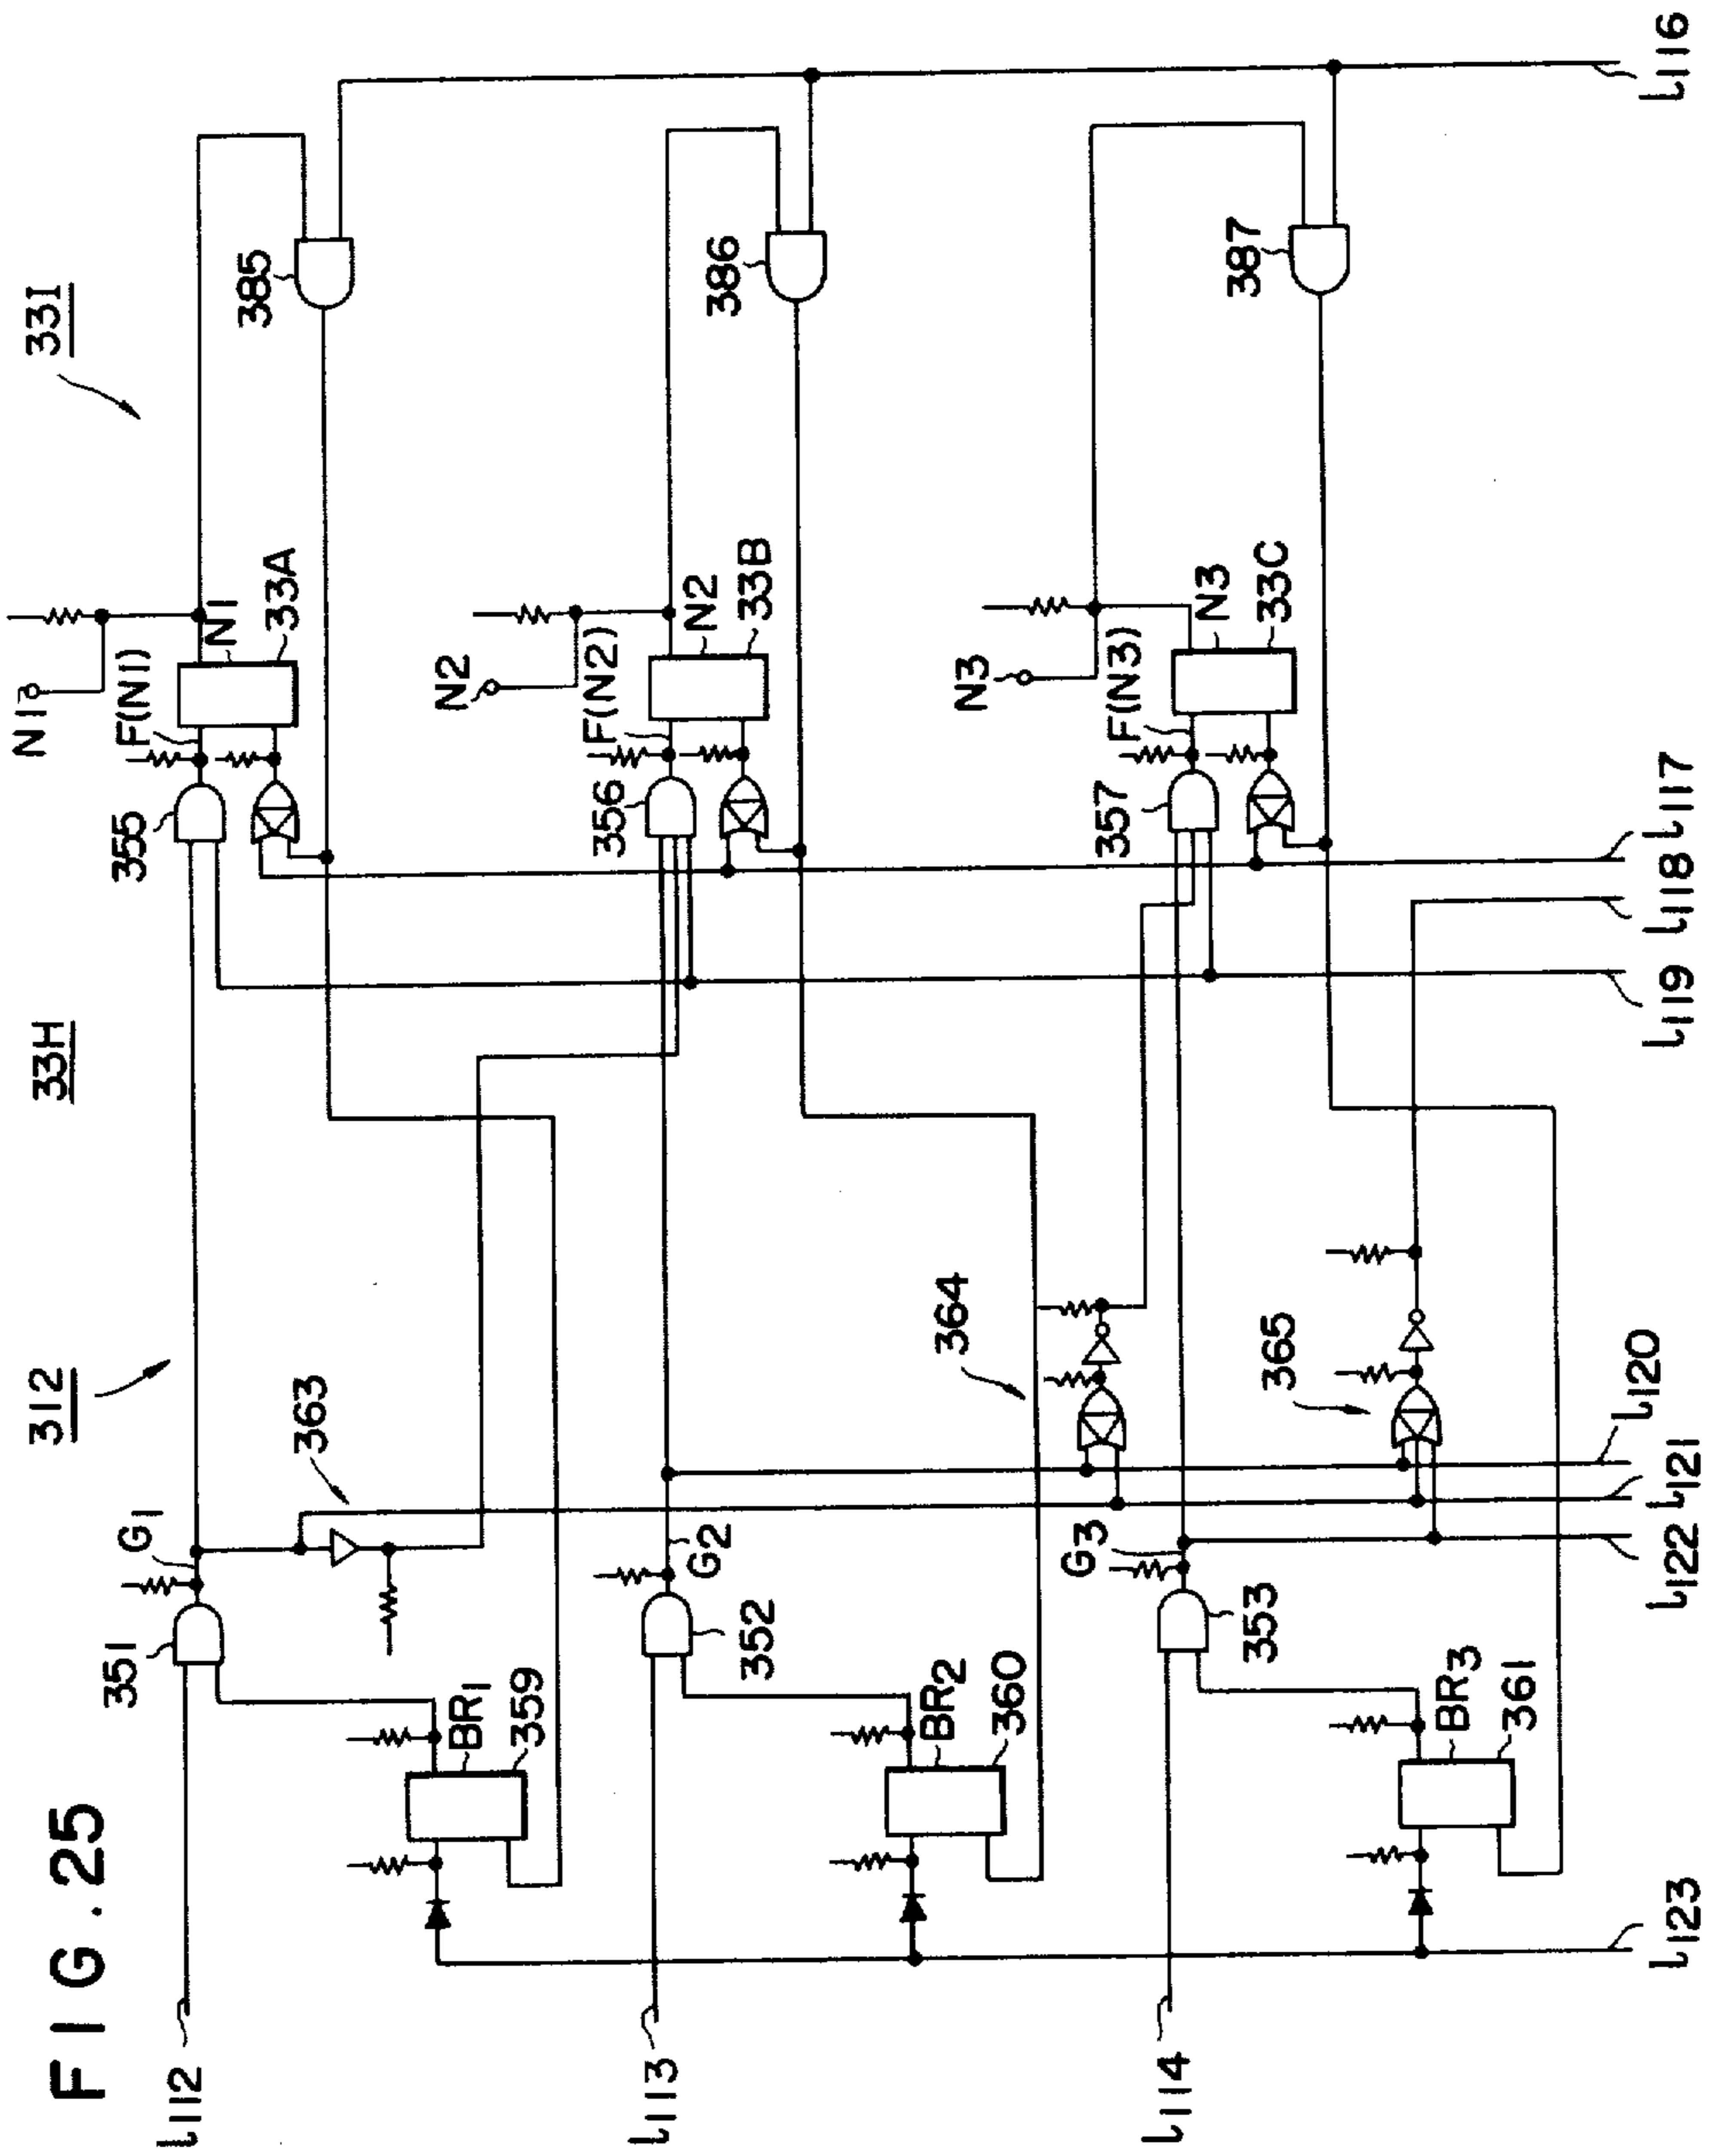 FIG. 25
33H
312
33I
l112
351
G1
363
BR1
359
355
F(N1)
N1
N1
33A
385
l113
352
G2
BR2
360
364
356
F(N2)
N2
N2
33B
386
l114
353
G3
BR3
361
365
357
F(N3)
N3
N3
33C
387
l123
l122
l121
l120
l119
l118
l117
l116